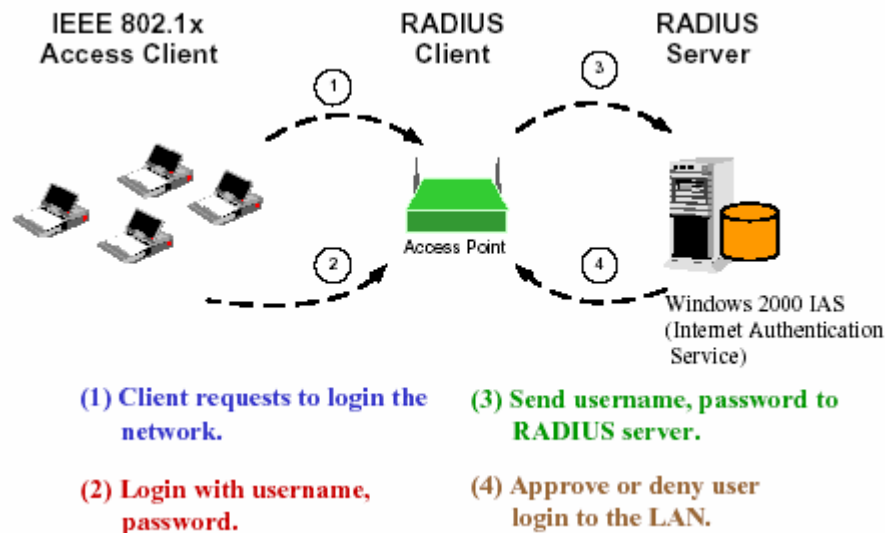 IEEE 802.1x
Access Client
RADIUS
Client
RADIUS
Server
1
3
2
4
Access Point
Windows 2000 IAS
(Internet Authentication
Service)
(1) Client requests to login the
network.
(2) Login with username,
password.
(3) Send username, password to
RADIUS server.
(4) Approve or deny user
login to the LAN.